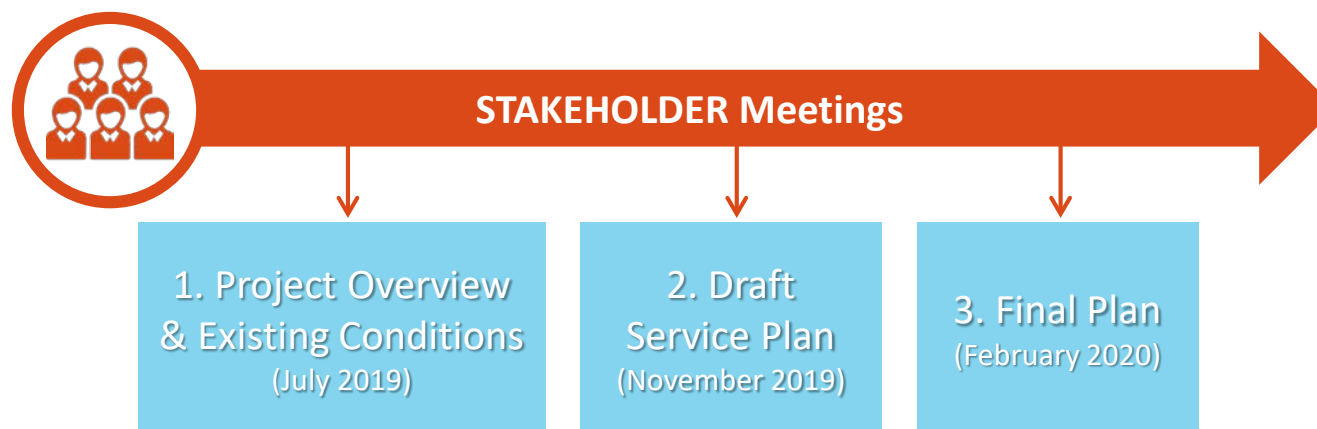 STAKEHOLDER Meetings
1. Project Overview
& Existing Conditions
(July 2019)
2. Draft
Service Plan
(November 2019)
3. Final Plan
(February 2020)